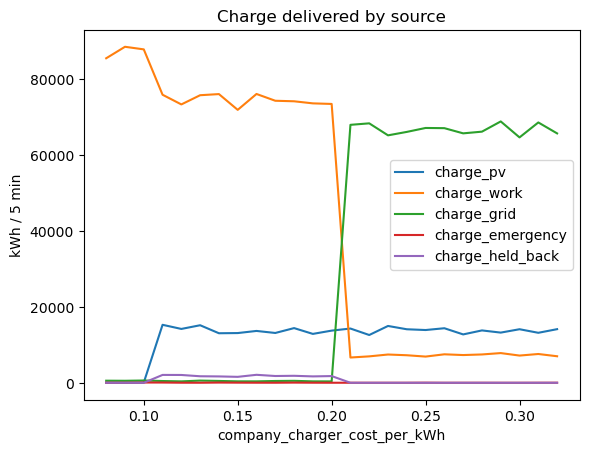 Charge delivered by source
kWh / 5 min
80000
60000
40000
20000
0
charge_pv
charge_work
charge_grid
charge_emergency
charge_held_back
0.10 0.15 0.20 0.25 0.30
company_charger_cost_per_kWh